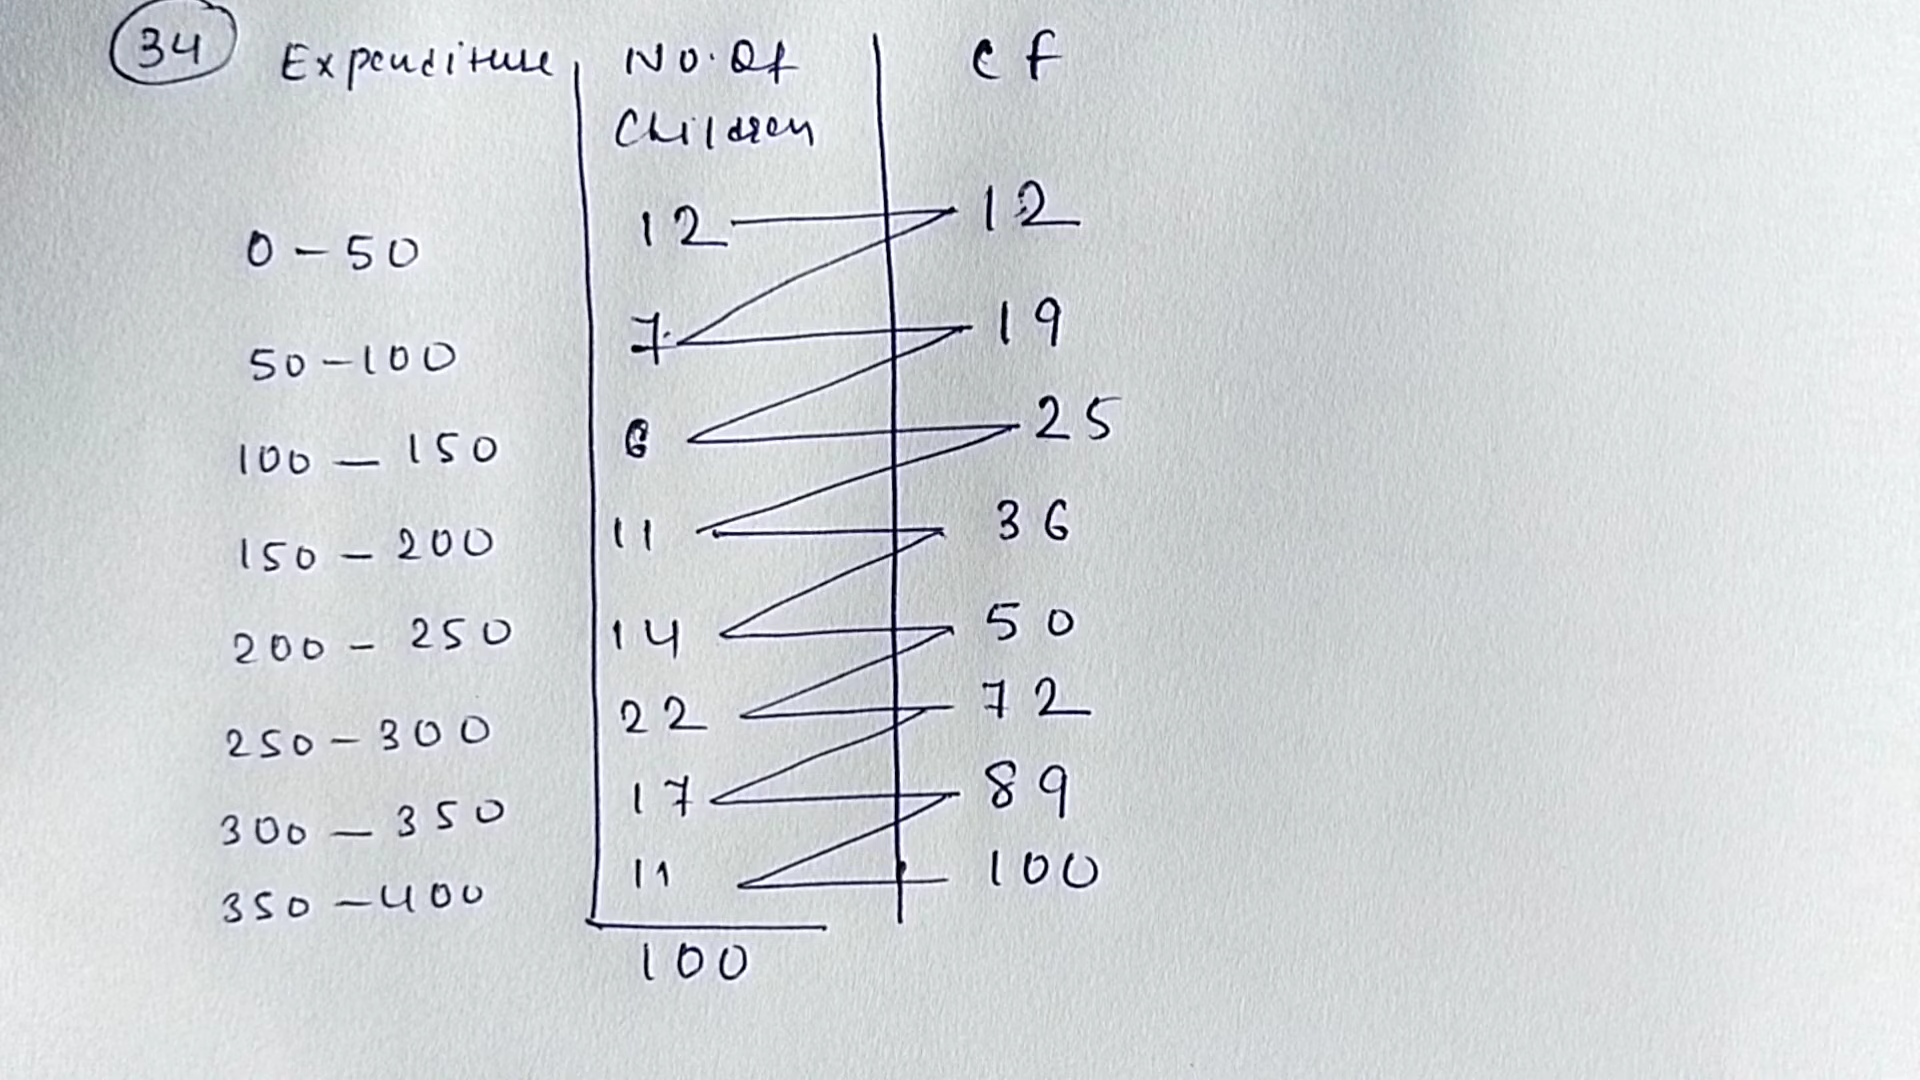 34 Expenditure No. Of cf
Children
0 - 50 12 12
50 - 100 7 19
100 - 150 6 25
150 - 200 11 36
200 - 250 14 50
250 - 300 22 72
300 - 350 17 89
350 - 400 11 100
100